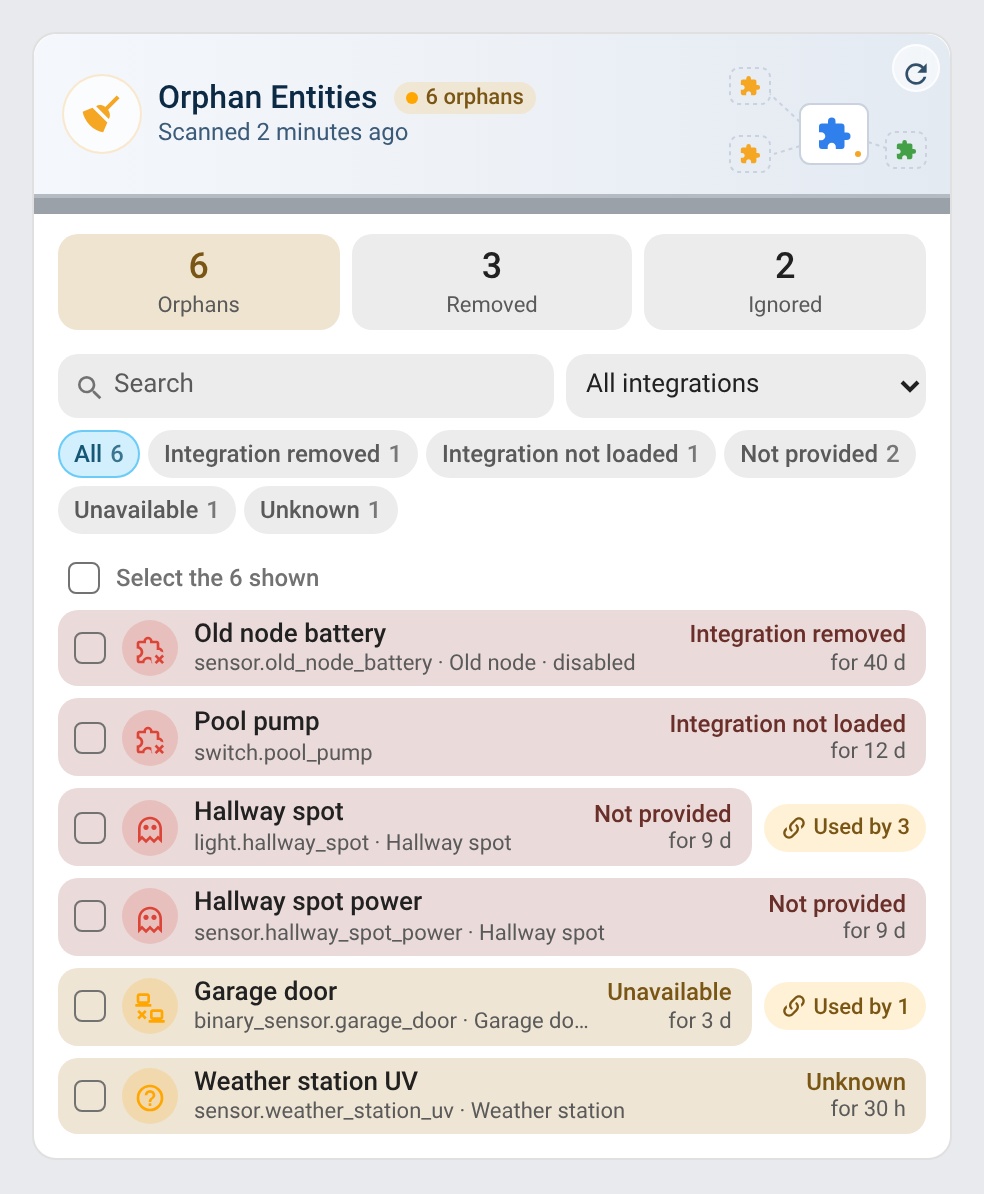 Orphan Entities
6 orphans
Scanned 2 minutes ago
6
Orphans
3
Removed
2
Ignored
Search
All integrations
All 6
Integration removed 1
Integration not loaded 1
Not provided 2
Unavailable 1
Unknown 1
Select the 6 shown
Old node battery
Integration removed
sensor.old_node_battery · Old node · disabled
for 40 d
Pool pump
Integration not loaded
switch.pool_pump
for 12 d
Hallway spot
Not provided
light.hallway_spot · Hallway spot
for 9 d
Used by 3
Hallway spot power
Not provided
sensor.hallway_spot_power · Hallway spot
for 9 d
Garage door
Unavailable
binary_sensor.garage_door · Garage do...
for 3 d
Used by 1
Weather station UV
Unknown
sensor.weather_station_uv · Weather station
for 30 h